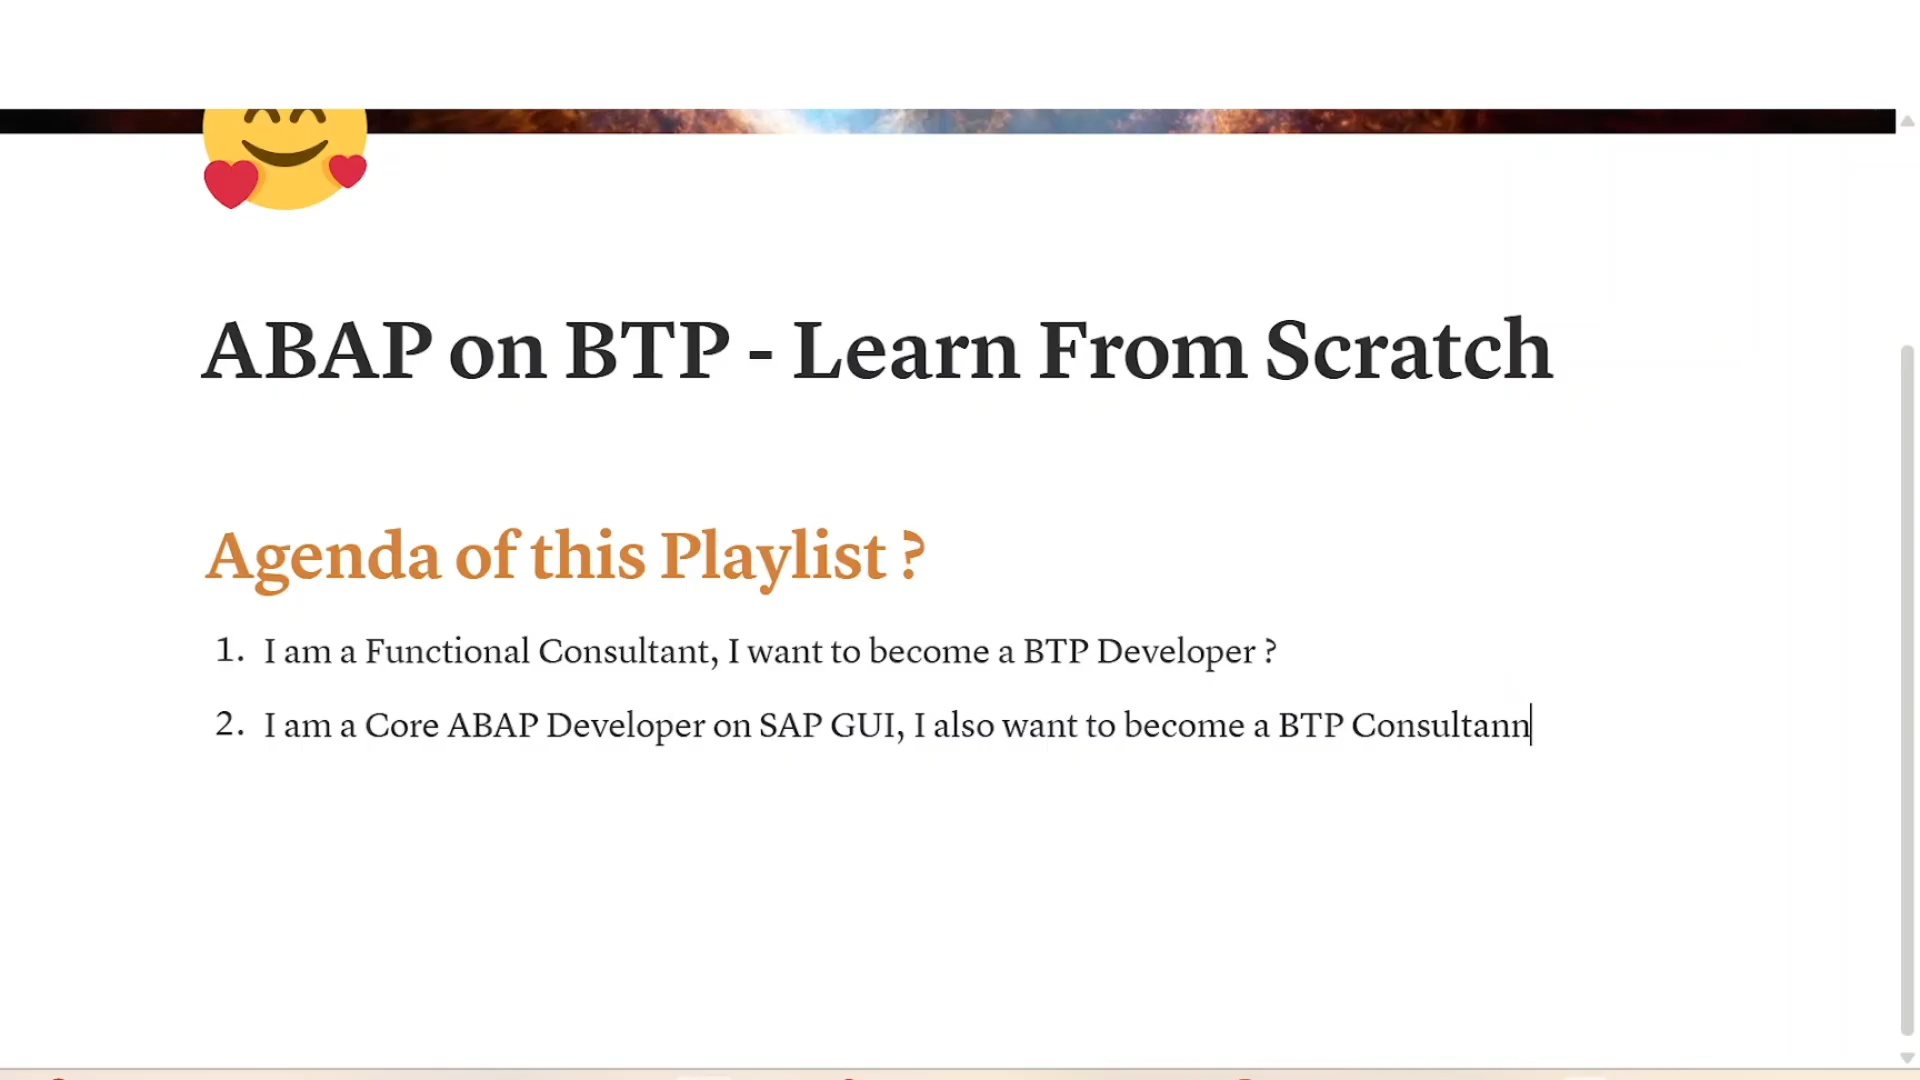 ABAP on BTP - Learn From Scratch
Agenda of this Playlist ?
1. I am a Functional Consultant, I want to become a BTP Developer ?
2. I am a Core ABAP Developer on SAP GUI, I also want to become a BTP Consultann